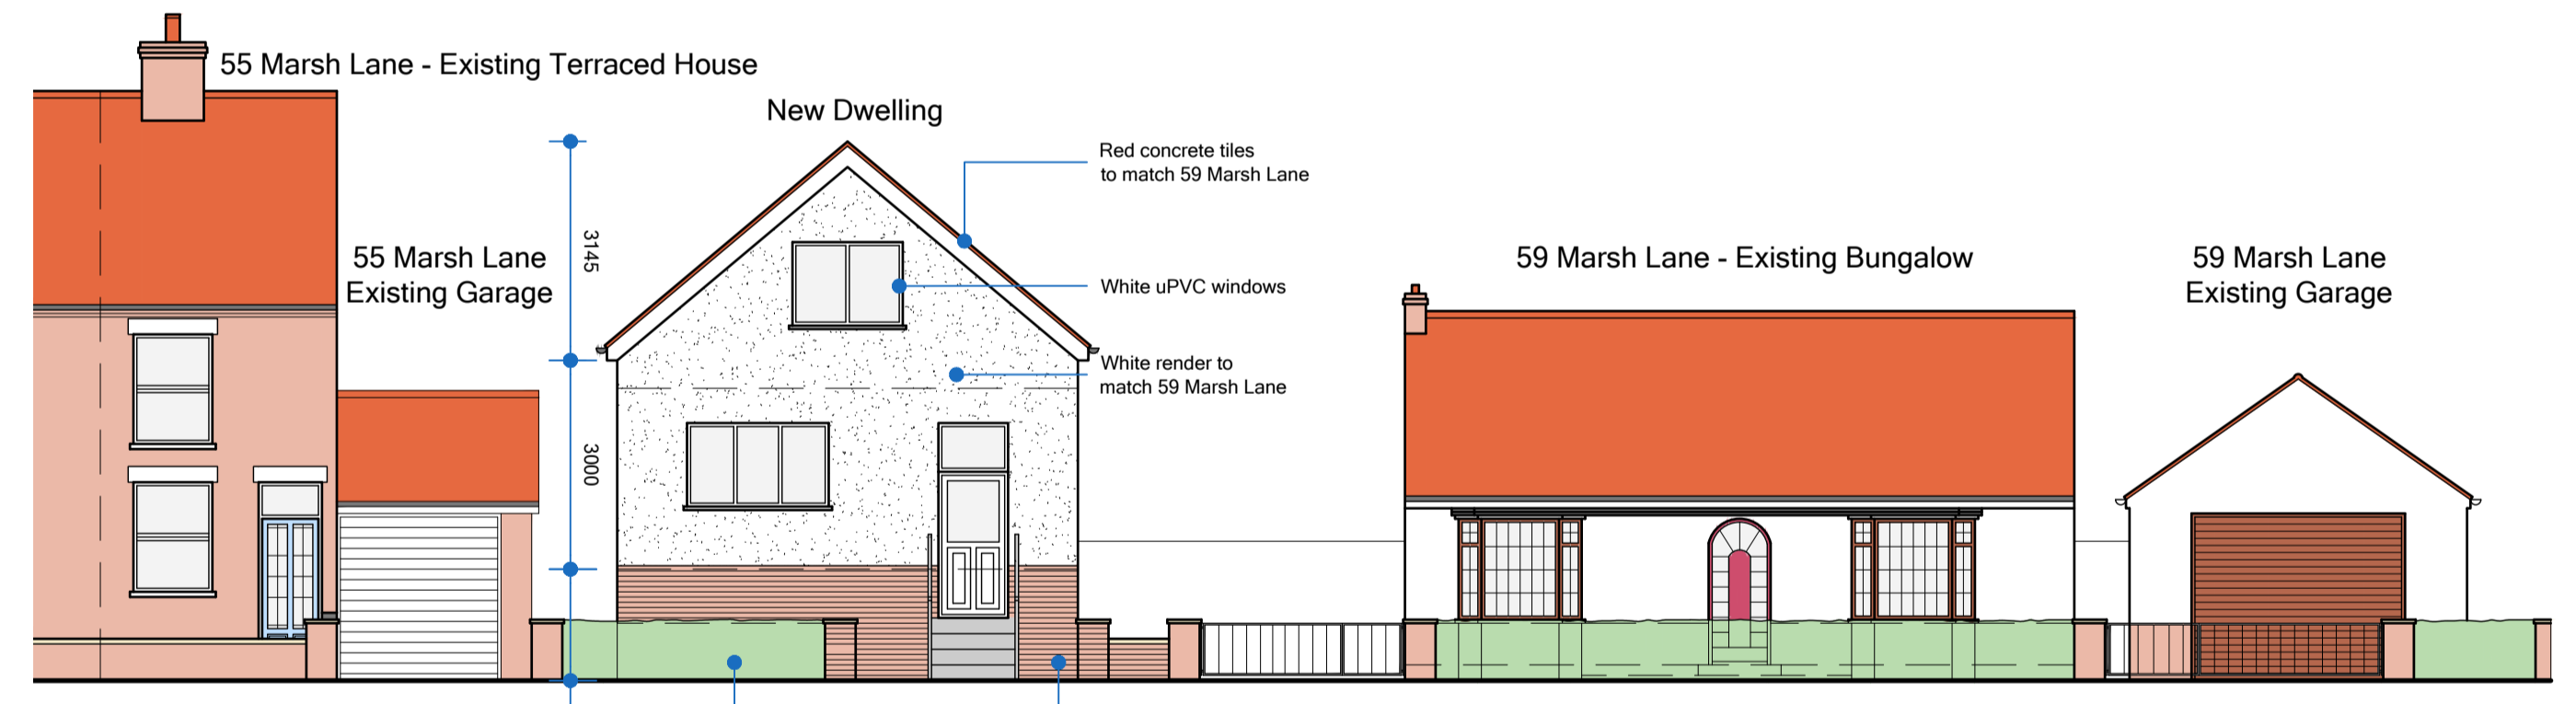 55 Marsh Lane - Existing Terraced House
New Dwelling
Red concrete tiles
to match 59 Marsh Lane
3145
55 Marsh Lane
Existing Garage
White uPVC windows
59 Marsh Lane - Existing Bungalow
59 Marsh Lane
Existing Garage
White render to
match 59 Marsh Lane
3000